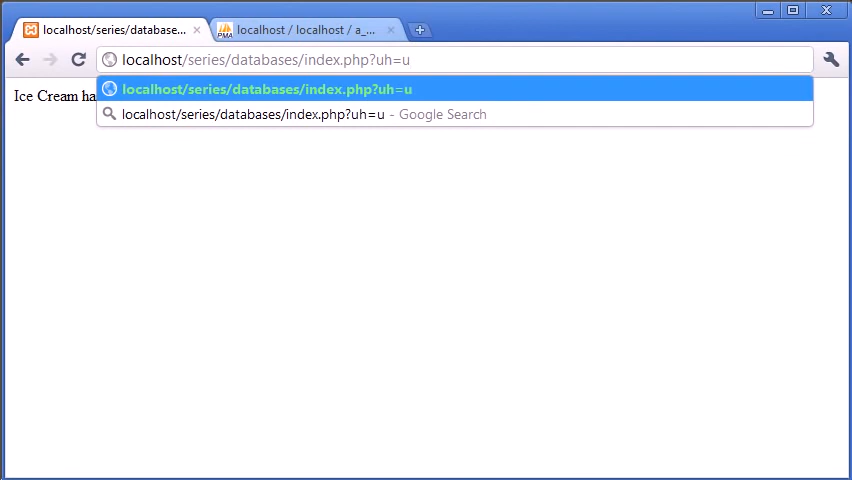 localhost/series/database...
localhost / localhost / a_...
PMA
localhost/series/databases/index.php?uh=u
localhost/series/databases/index.php?uh=u
localhost/series/databases/index.php?uh=u - Google Search
Ice Cream ha